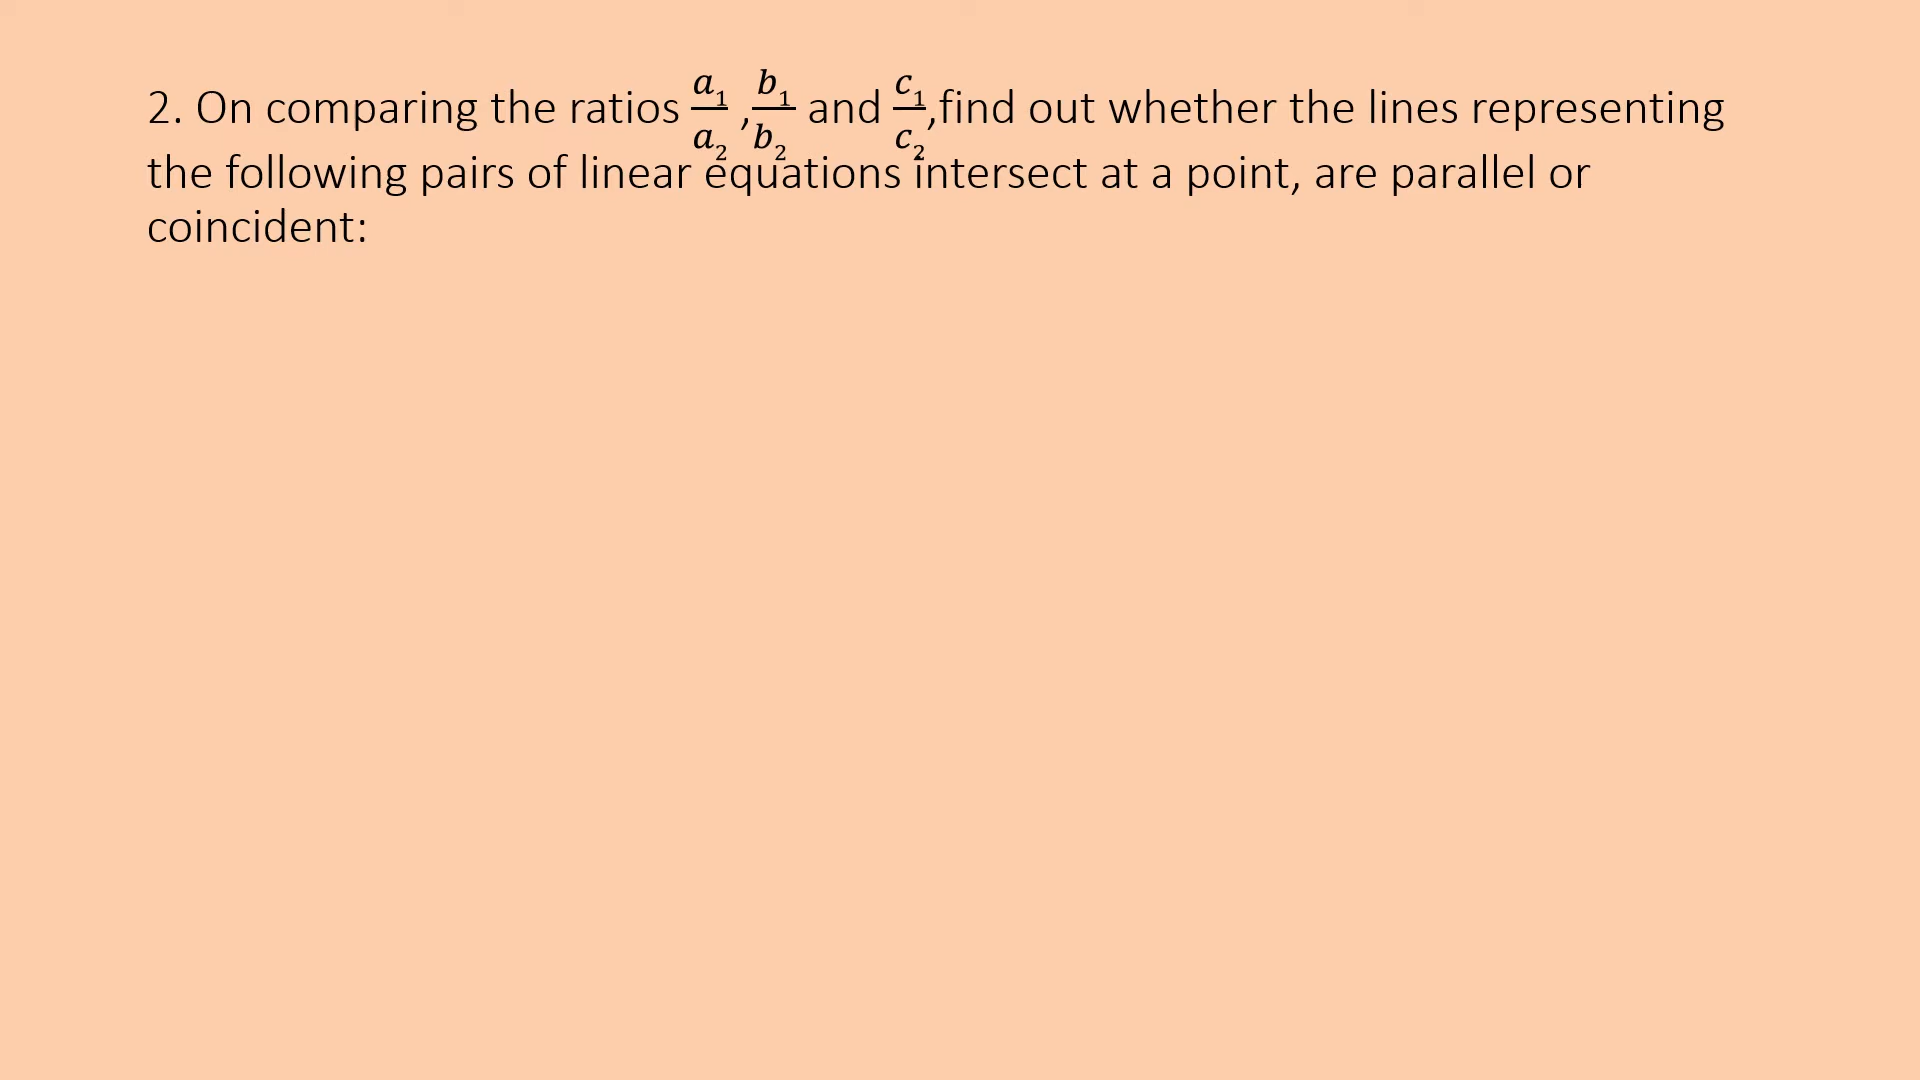 2. On comparing the ratios a₁/a₂ ,b₁/b₂ and c₁/c₂,find out whether the lines representing
the following pairs of linear equations intersect at a point, are parallel or
coincident: